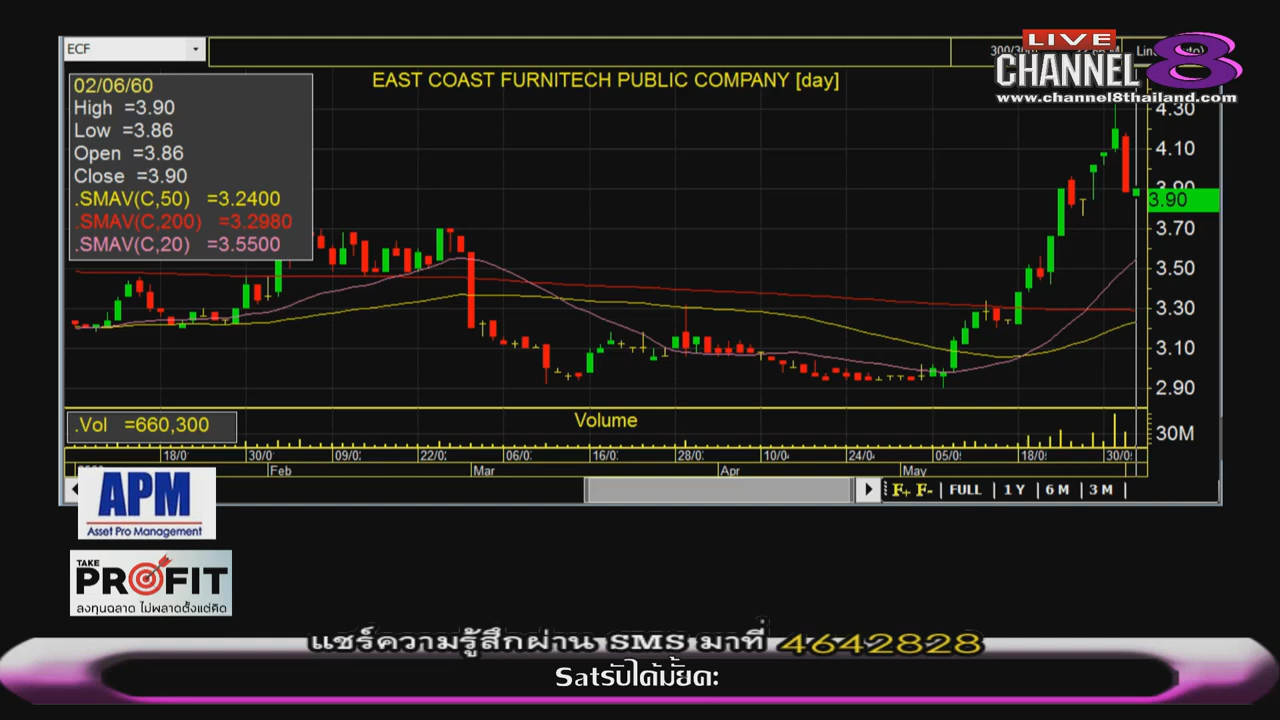 ECF
LIVE
CHANNEL 8
www.channel8thailand.com
EAST COAST FURNITECH PUBLIC COMPANY [day]
02/06/60
High =3.90
Low =3.86
Open =3.86
Close =3.90
.SMAV(C,50) =3.2400
.SMAV(C,200) =3.2980
.SMAV(C,20) =3.5500
4.30
4.10
3.90
3.90
3.70
3.50
3.30
3.10
2.90
.Vol =660,300
Volume
30M
18/0 30/0 09/0 22/0 06/0 16/0 28/0 10/0 24/0 05/0 18/0 30/0
Feb Mar Apr May
F+ F- FULL 1 Y 6 M 3 M
APM
Asset Pro Management
TAKE
PROFIT
ลงทุนฉลาด ไม่พลาดตั้งแต่คิด
แชร์ความรู้สึกผ่าน SMS มาที่ 4642828
Satรับได้มั้ยค: